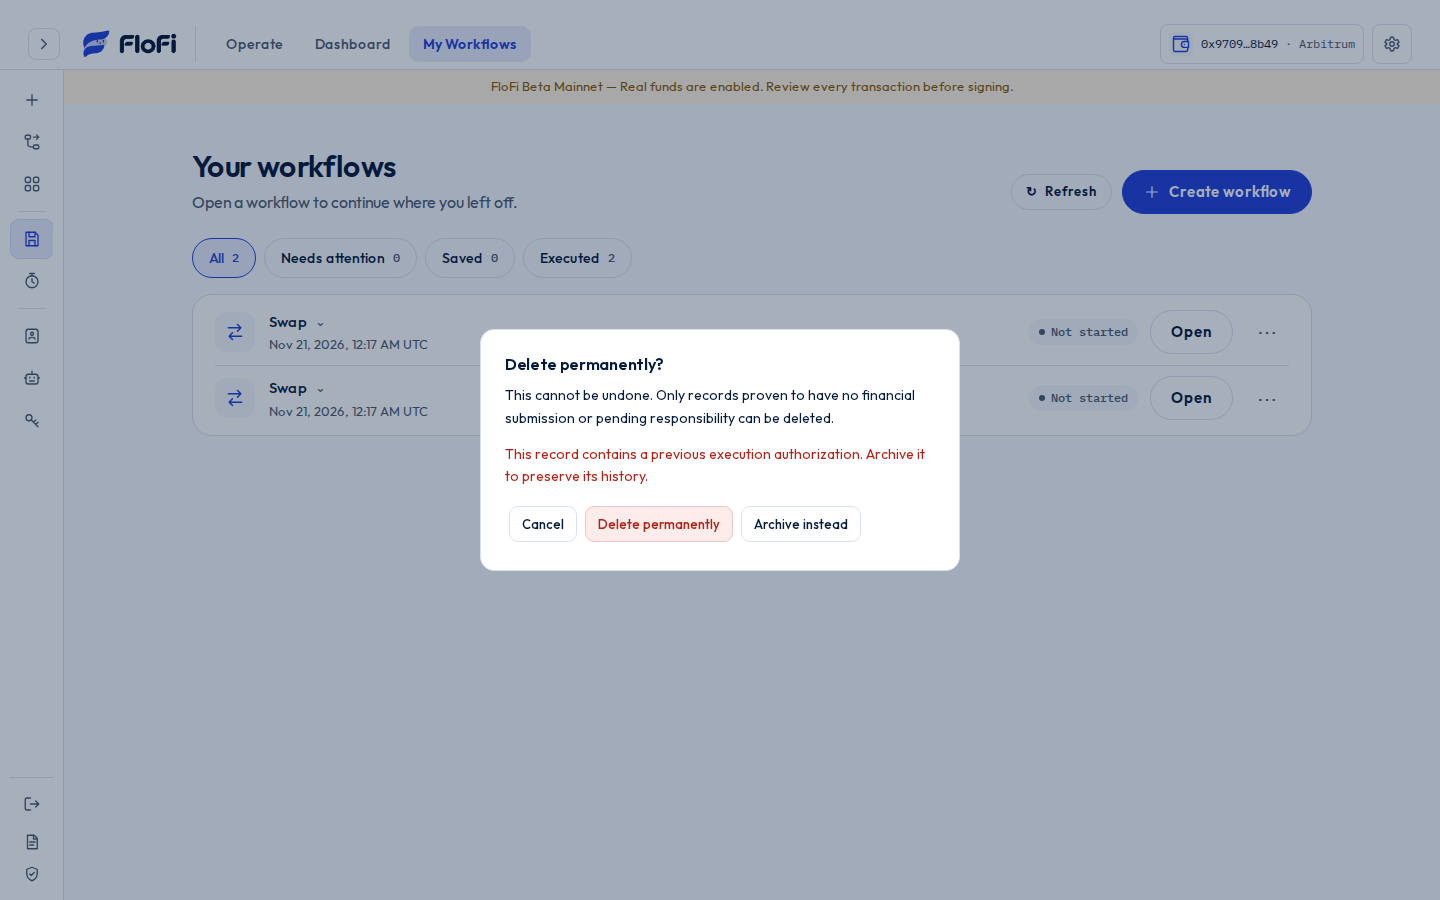 FloFi
Operate
Dashboard
My Workflows
0x9709…8b49 · Arbitrum
FloFi Beta Mainnet — Real funds are enabled. Review every transaction before signing.
Your workflows
Open a workflow to continue where you left off.
↻ Refresh
+ Create workflow
All 2
Needs attention 0
Saved 0
Executed 2
Swap
Nov 21, 2026, 12:17 AM UTC
Not started
Open
...
Swap
Nov 21, 2026, 12:17 AM UTC
Not started
Open
...
Delete permanently?
This cannot be undone. Only records proven to have no financial
submission or pending responsibility can be deleted.
This record contains a previous execution authorization. Archive it
to preserve its history.
Cancel
Delete permanently
Archive instead